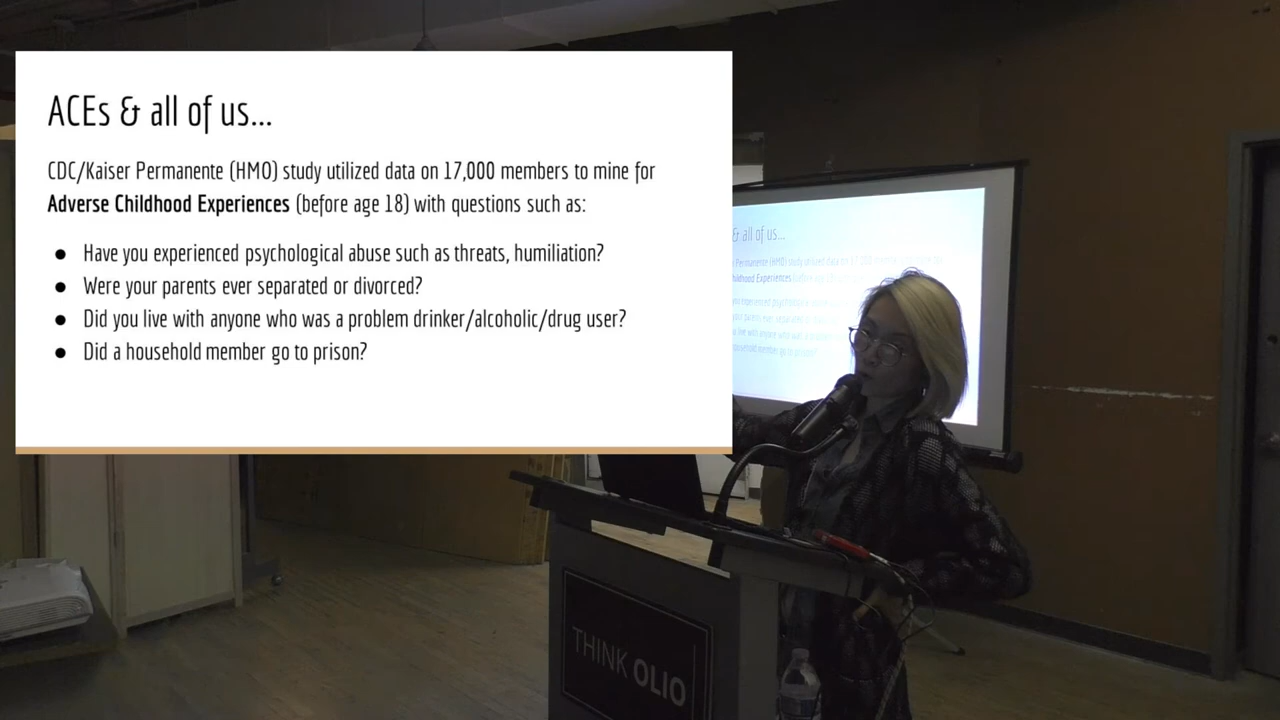 ACEs & all of us...
CDC/Kaiser Permanente (HMO) study utilized data on 17,000 members to mine for
Adverse Childhood Experiences (before age 18) with questions such as:
● Have you experienced psychological abuse such as threats, humiliation?
● Were your parents ever separated or divorced?
● Did you live with anyone who was a problem drinker/alcoholic/drug user?
● Did a household member go to prison?
& all of us...
THINK OLIO